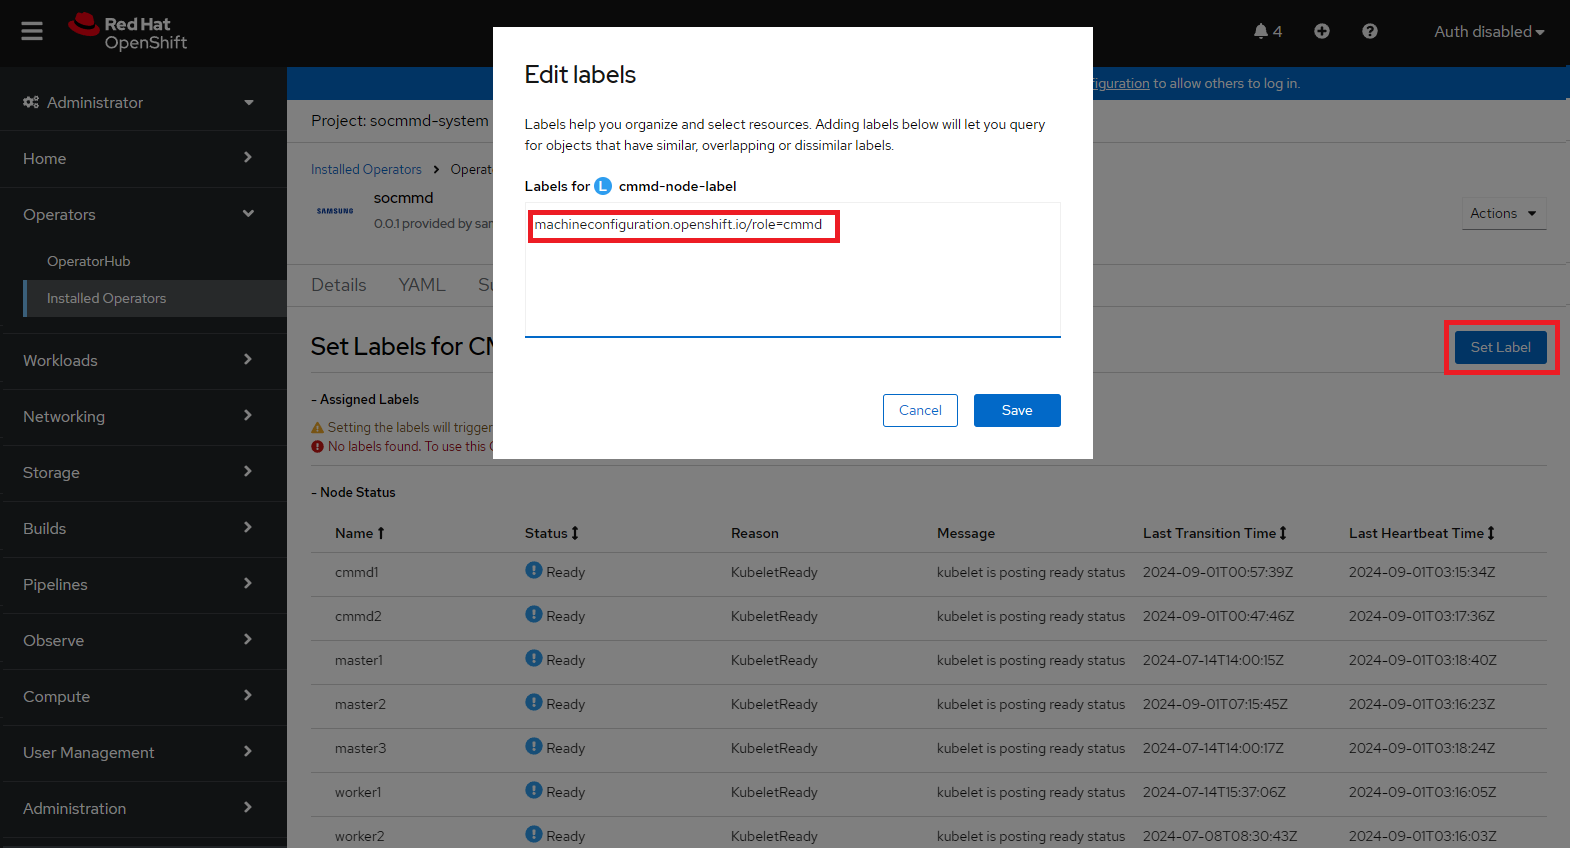 Red Hat
OpenShift
4
Auth disabled
Administrator
Home
Operators
OperatorHub
Installed Operators
Workloads
Networking
Storage
Builds
Pipelines
Observe
Compute
User Management
Administration
iguration to allow others to log in.
Project: socmmd-system
Installed Operators > Operat
SAMSUNG
socmmd
0.0.1 provided by sam
Actions
Details YAML Su
Set Labels for CM
Set Label
- Assigned Labels
Setting the labels will trigger
No labels found. To use this C
Edit labels
Labels help you organize and select resources. Adding labels below will let you query
for objects that have similar, overlapping or dissimilar labels.
Labels for L cmmd-node-label
machineconfiguration.openshift.io/role=cmmd
Cancel Save
- Node Status
Name Status Reason Message Last Transition Time Last Heartbeat Time
cmmd1 Ready KubeletReady kubelet is posting ready status 2024-09-01T00:57:39Z 2024-09-01T03:15:34Z
cmmd2 Ready KubeletReady kubelet is posting ready status 2024-09-01T00:47:46Z 2024-09-01T03:17:36Z
master1 Ready KubeletReady kubelet is posting ready status 2024-07-14T14:00:15Z 2024-09-01T03:18:40Z
master2 Ready KubeletReady kubelet is posting ready status 2024-09-01T07:15:45Z 2024-09-01T03:16:23Z
master3 Ready KubeletReady kubelet is posting ready status 2024-07-14T14:00:17Z 2024-09-01T03:18:24Z
worker1 Ready KubeletReady kubelet is posting ready status 2024-07-14T15:37:06Z 2024-09-01T03:16:05Z
worker2 Ready KubeletReady kubelet is posting ready status 2024-07-08T08:30:43Z 2024-09-01T03:16:03Z